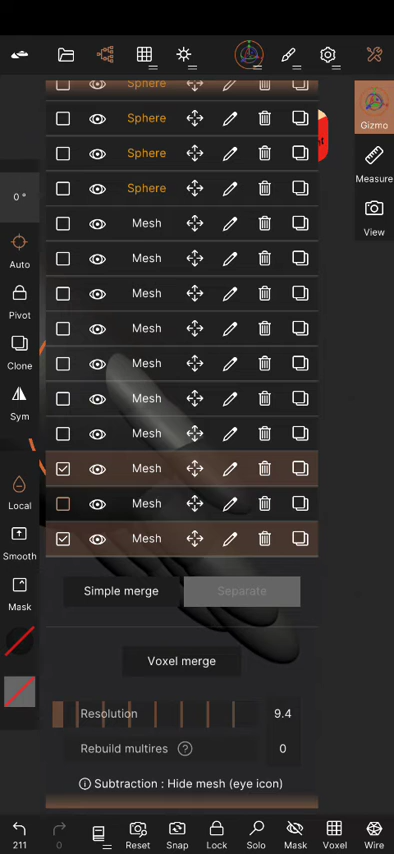 Sphere
Gizmo
Sphere
Sphere
Measure
Sphere
0 °
Mesh
View
Mesh
Auto
Mesh
Pivot
Mesh
Mesh
Clone
Mesh
Sym
Mesh
Mesh
Local
Mesh
Mesh
Smooth
Simple merge
Separate
Mask
Voxel merge
Resolution
9.4
Rebuild multires ?
0
Subtraction : Hide mesh (eye icon)
211
0
Reset
Snap
Lock
Solo
Mask
Voxel
Wire